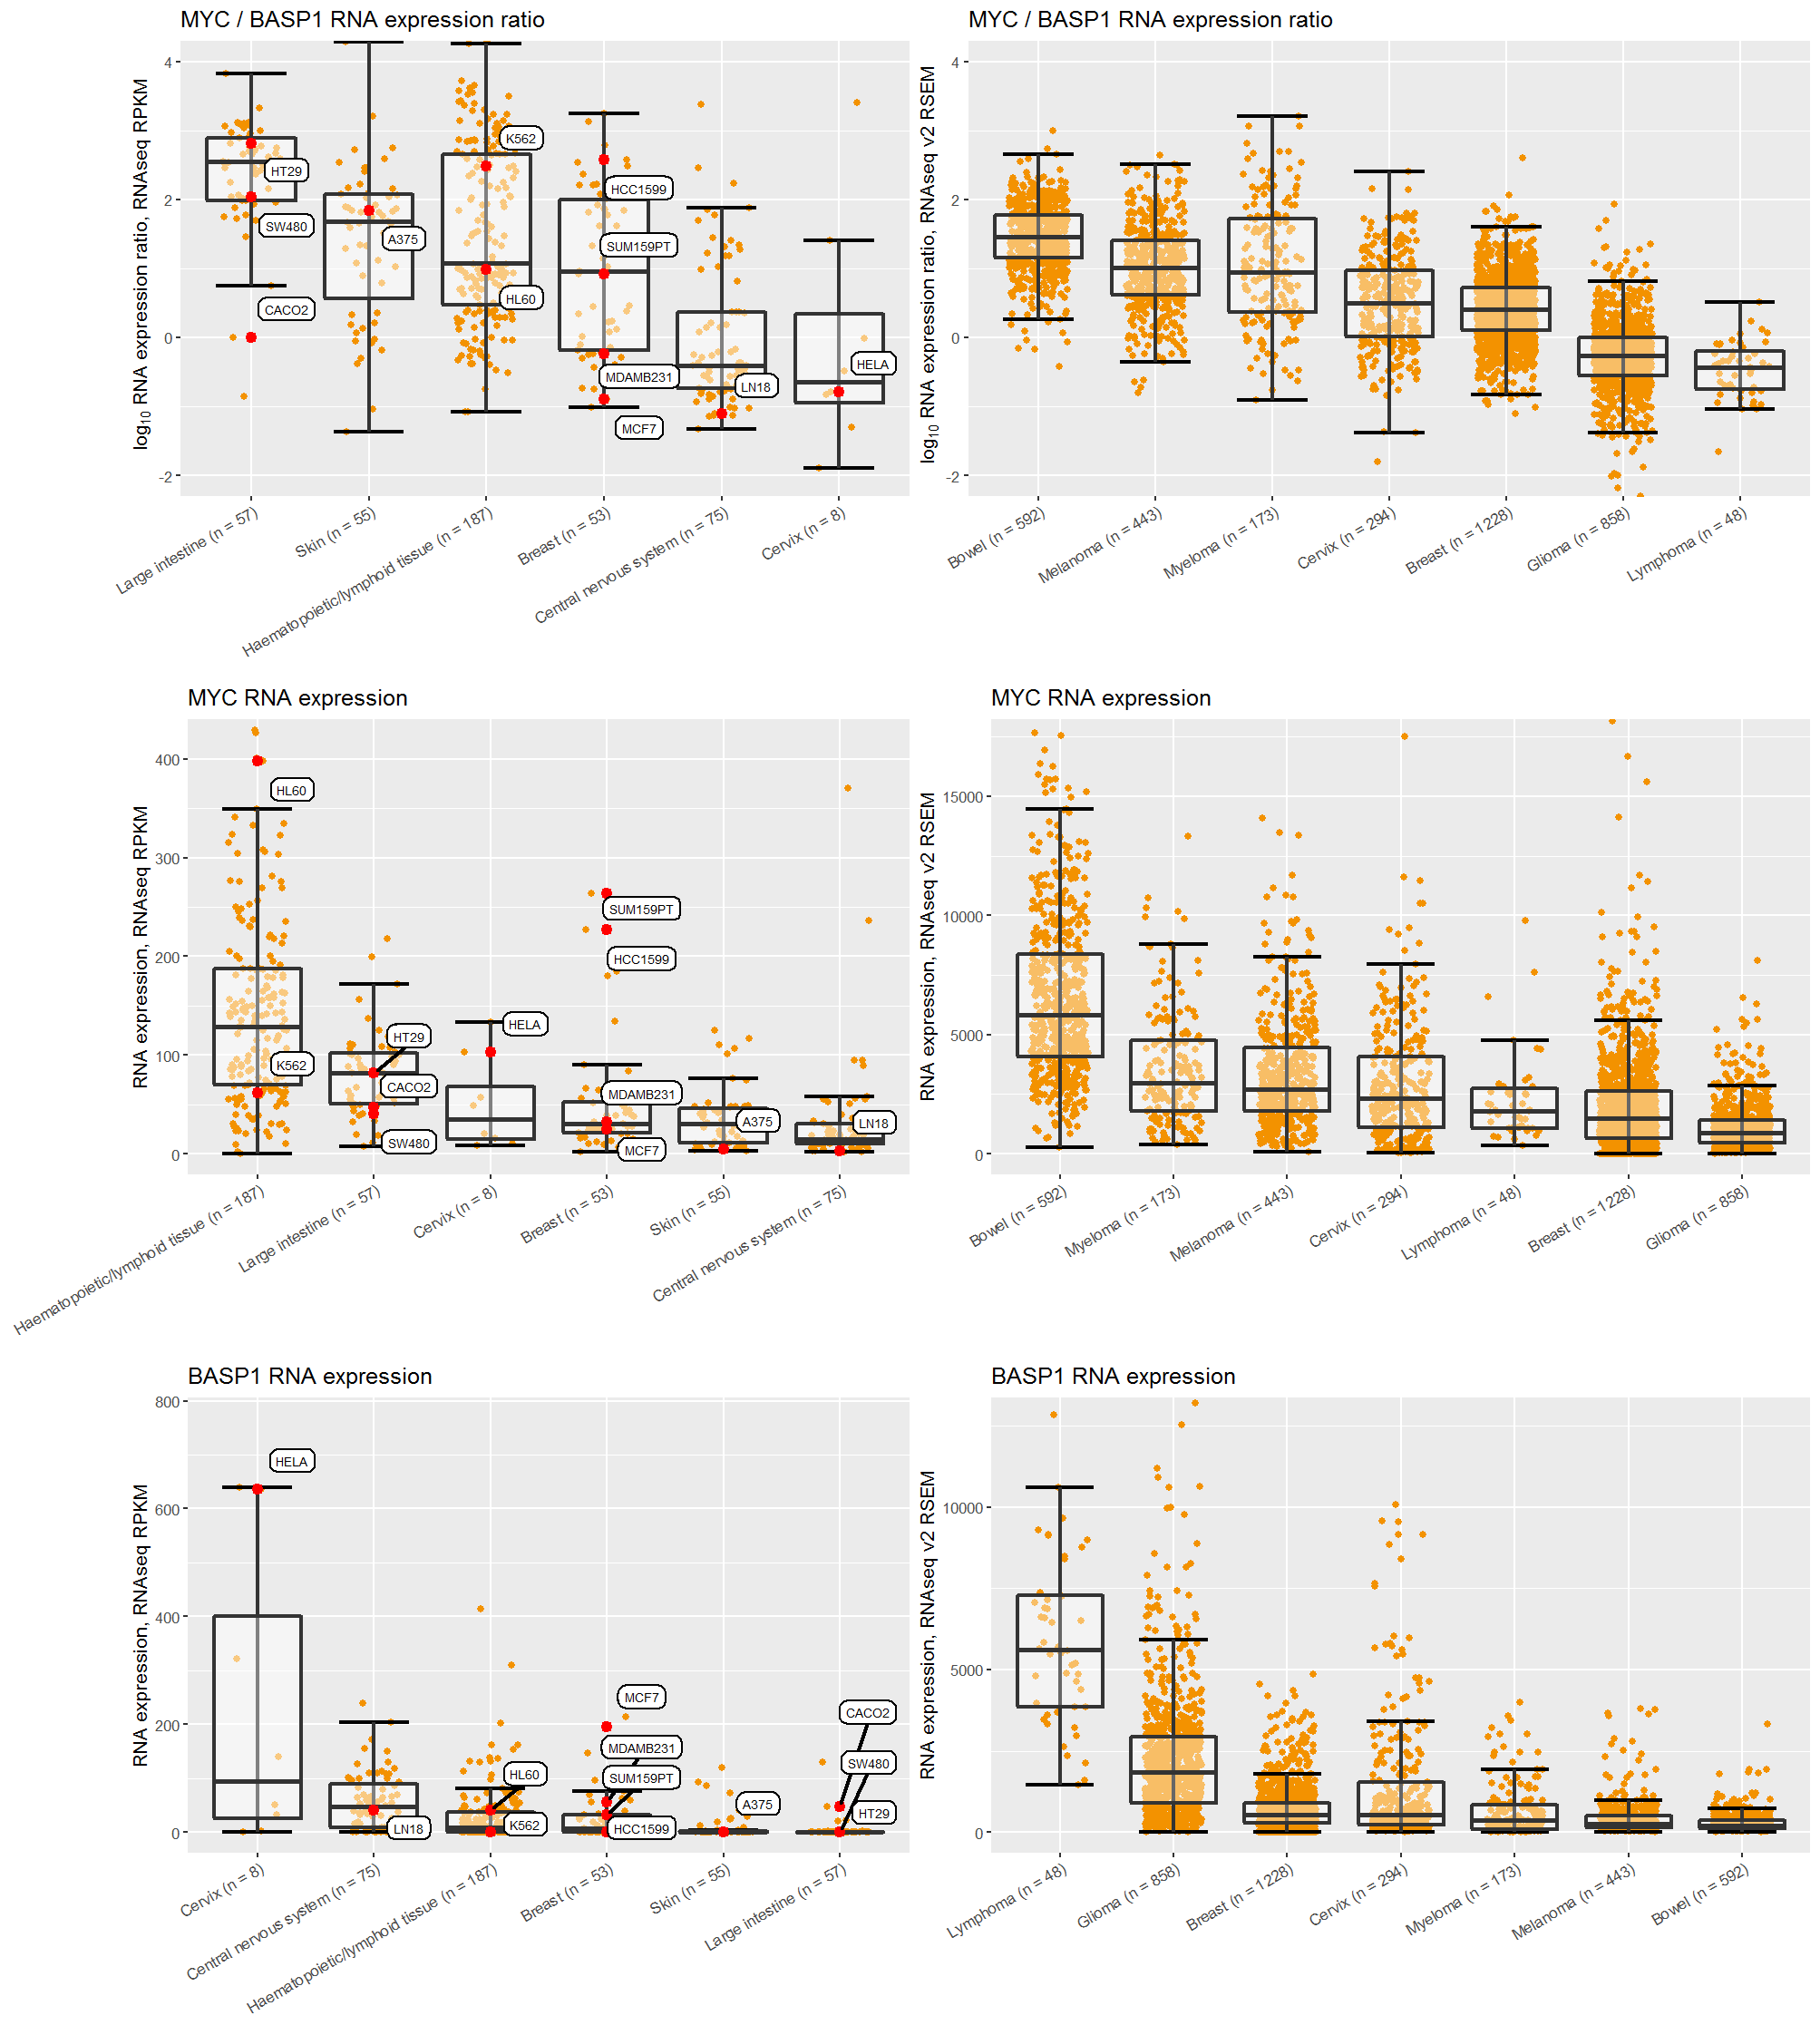 MYC / BASP1 RNA expression ratio
log10 RNA expression ratio, RNAseq RPKM
4
2
0
-2
HT29
SW480
CACO2
A375
K562
HL60
HCC1599
SUM159PT
MDAMB231
MCF7
LN18
HELA
Large intestine (n = 57)
Skin (n = 55)
Haematopoietic/lymphoid tissue (n = 187)
Breast (n = 53)
Central nervous system (n = 75)
Cervix (n = 8)
MYC / BASP1 RNA expression ratio
log10 RNA expression ratio, RNAseq v2 RSEM
4
2
0
-2
Bowel (n = 592)
Melanoma (n = 443)
Myeloma (n = 173)
Cervix (n = 294)
Breast (n = 1228)
Glioma (n = 858)
Lymphoma (n = 48)
MYC RNA expression
RNA expression, RNAseq RPKM
400
300
200
100
0
HL60
K562
HT29
CACO2
SW480
HELA
SUM159PT
HCC1599
MDAMB231
MCF7
A375
LN18
Haematopoietic/lymphoid tissue (n = 187)
Large intestine (n = 57)
Cervix (n = 8)
Breast (n = 53)
Skin (n = 55)
Central nervous system (n = 75)
MYC RNA expression
RNA expression, RNAseq v2 RSEM
15000
10000
5000
0
Bowel (n = 592)
Myeloma (n = 173)
Melanoma (n = 443)
Cervix (n = 294)
Lymphoma (n = 48)
Breast (n = 1228)
Glioma (n = 858)
BASP1 RNA expression
RNA expression, RNAseq RPKM
800
600
400
200
0
HELA
LN18
HL60
K562
MCF7
MDAMB231
SUM159PT
HCC1599
A375
CACO2
SW480
HT29
Cervix (n = 8)
Central nervous system (n = 75)
Haematopoietic/lymphoid tissue (n = 187)
Breast (n = 53)
Skin (n = 55)
Large intestine (n = 57)
BASP1 RNA expression
RNA expression, RNAseq v2 RSEM
10000
5000
0
Lymphoma (n = 48)
Glioma (n = 858)
Breast (n = 1228)
Cervix (n = 294)
Myeloma (n = 173)
Melanoma (n = 443)
Bowel (n = 592)